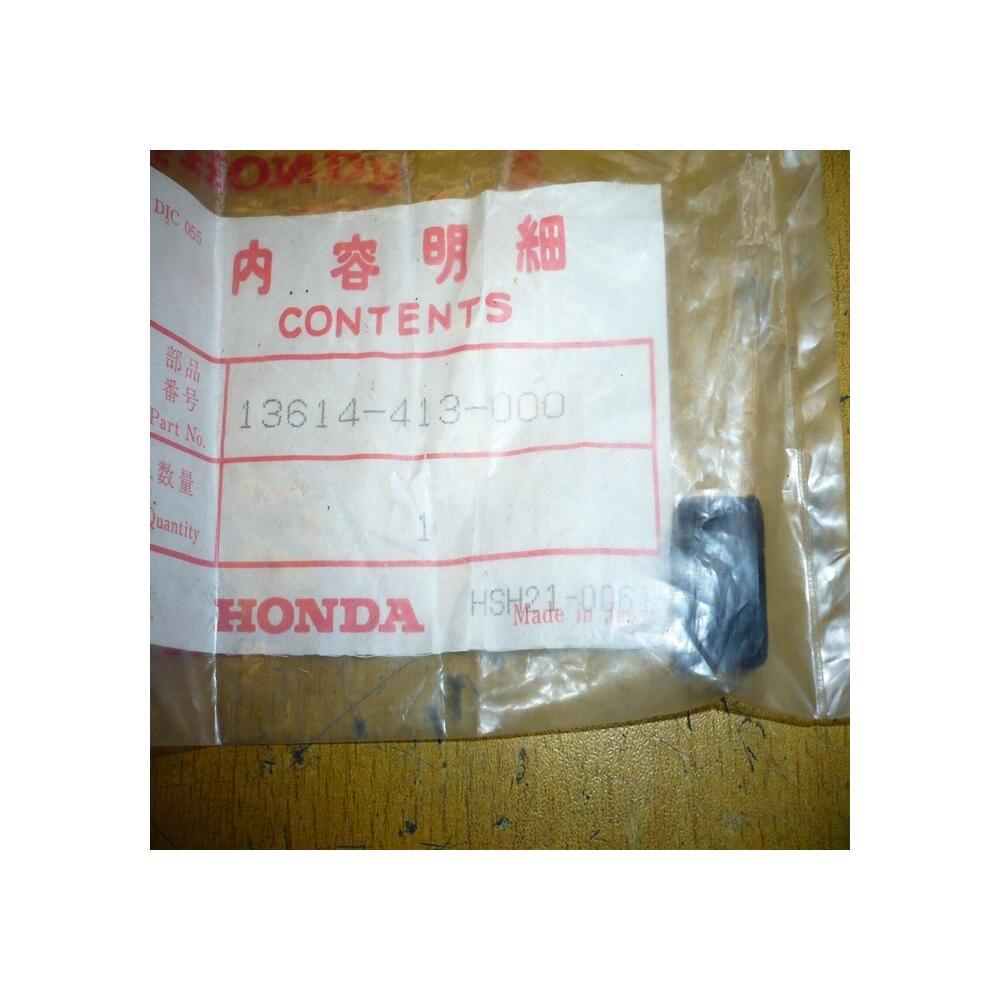 HONDA
DIC 055
内容明細
CONTENTS
部品
番号
Part No.
13614-413-000
数量
Quantity
1
HONDA
HSH21-006
Made in Japan